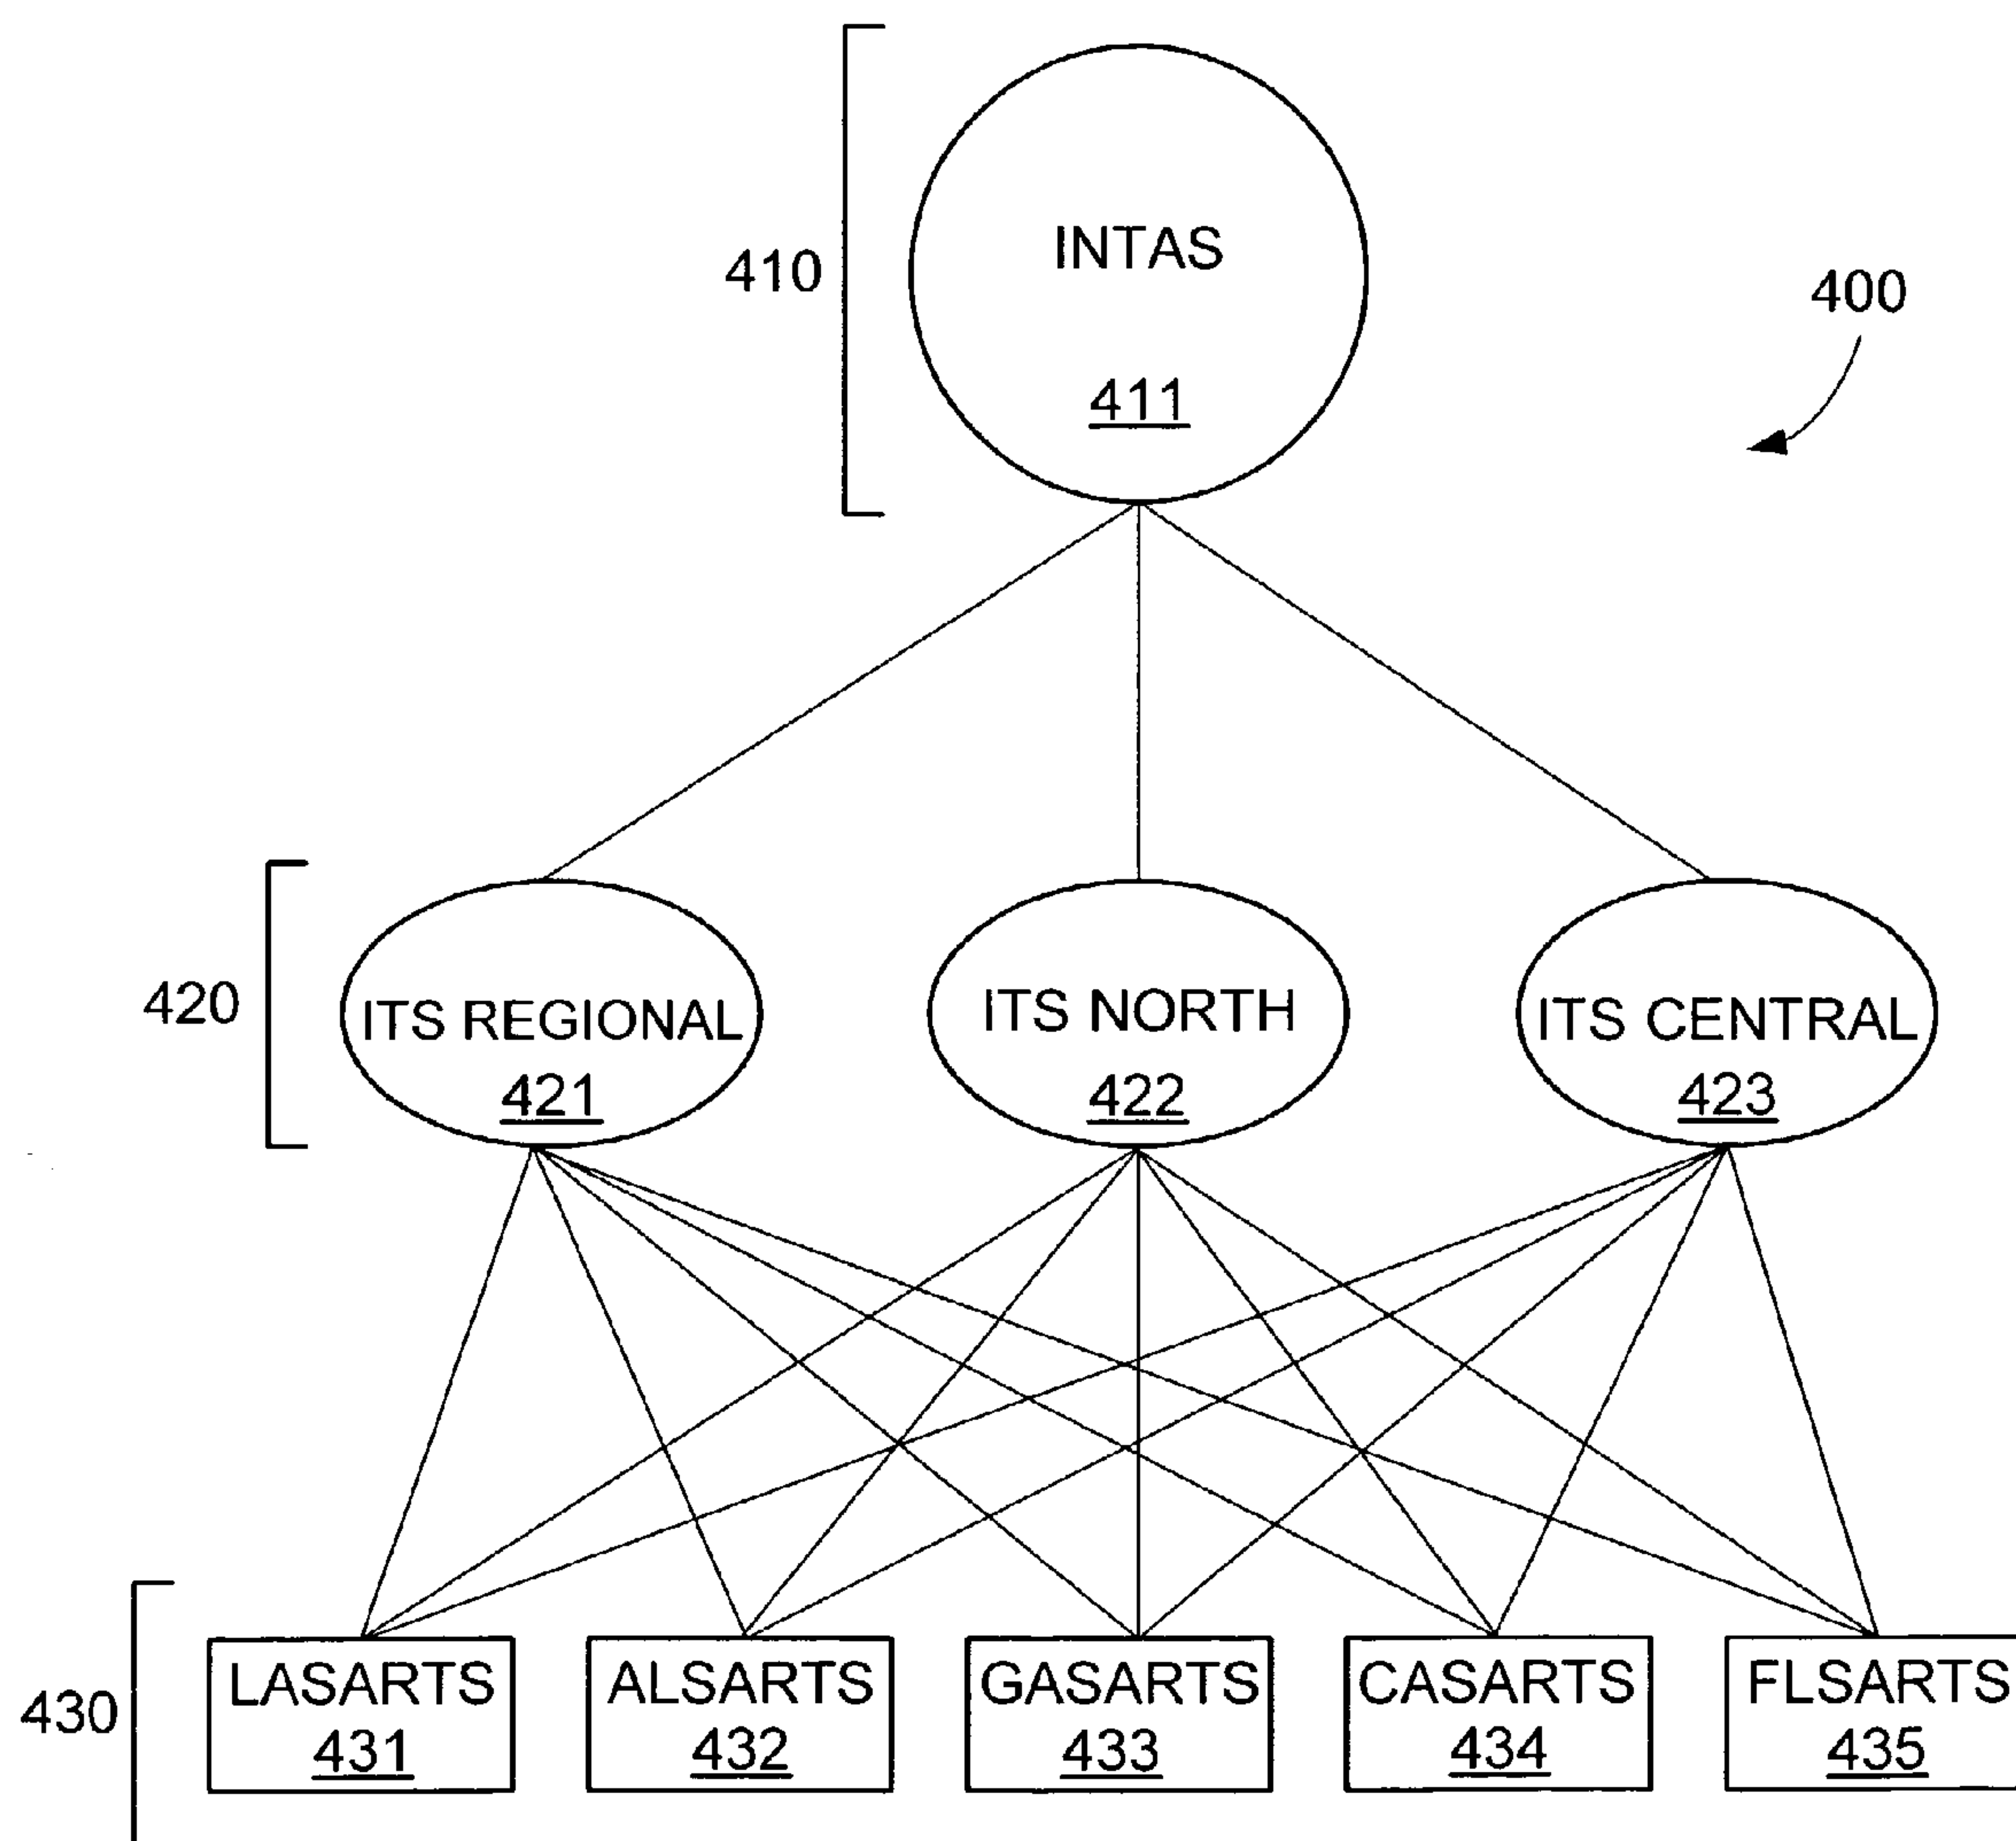 INTAS
410
400
411
420
ITS REGIONAL
421
ITS NORTH
422
ITS CENTRAL
423
430
LASARTS
431
ALSARTS
432
GASARTS
433
CASARTS
434
FLSARTS
435